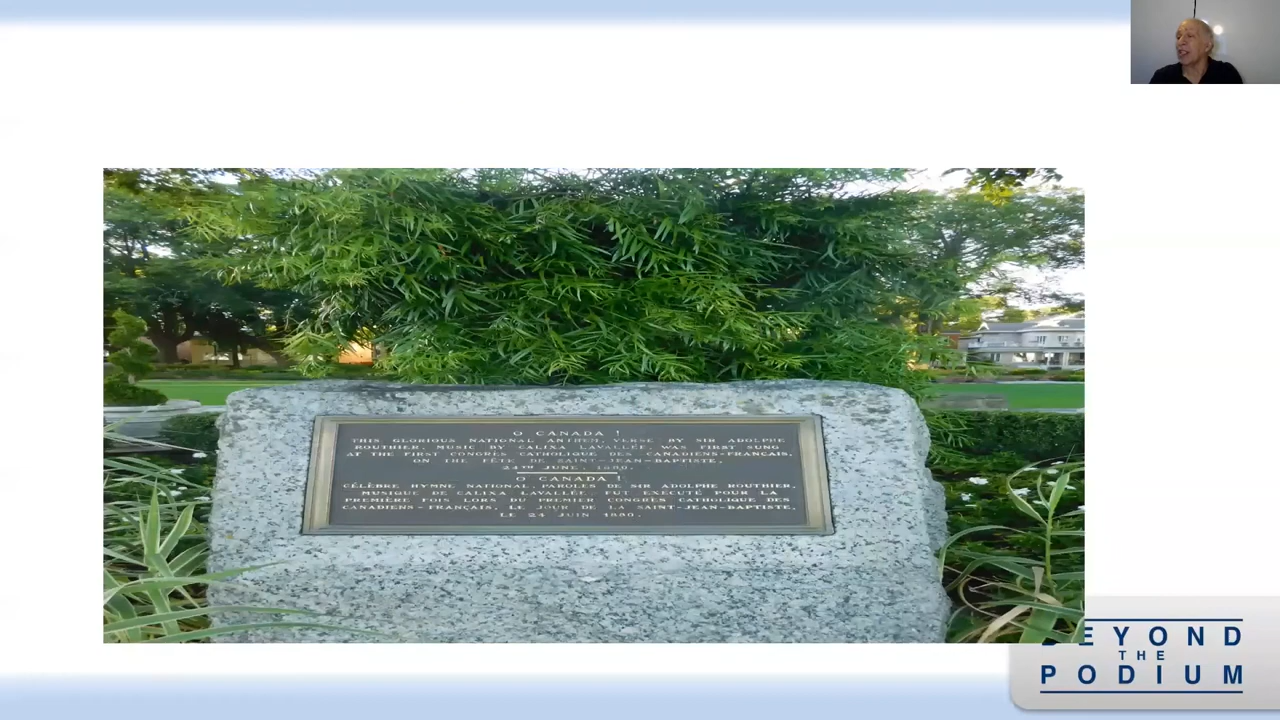 O CANADA !
THIS GLORIOUS NATIONAL ANTHEM, VERSE BY SIR ADOLPHE
ROUTHIER, MUSIC BY CALIXA LAVALLÉE, WAS FIRST SUNG
AT THE FIRST CONGRÈS CATHOLIQUE DES CANADIENS-FRANÇAIS,
ON THE FÊTE DE SAINT-JEAN-BAPTISTE,
24TH JUNE, 1880.
O CANADA !
CÉLÈBRE HYMNE NATIONAL, PAROLES DE SIR ADOLPHE ROUTHIER,
MUSIQUE DE CALIXA LAVALLÉE, FUT EXÉCUTÉ POUR LA
PREMIÈRE FOIS LORS DU PREMIER CONGRÈS CATHOLIQUE DES
CANADIENS-FRANÇAIS, LE JOUR DE LA SAINT-JEAN-BAPTISTE,
LE 24 JUIN 1880.
BEYOND
THE
PODIUM